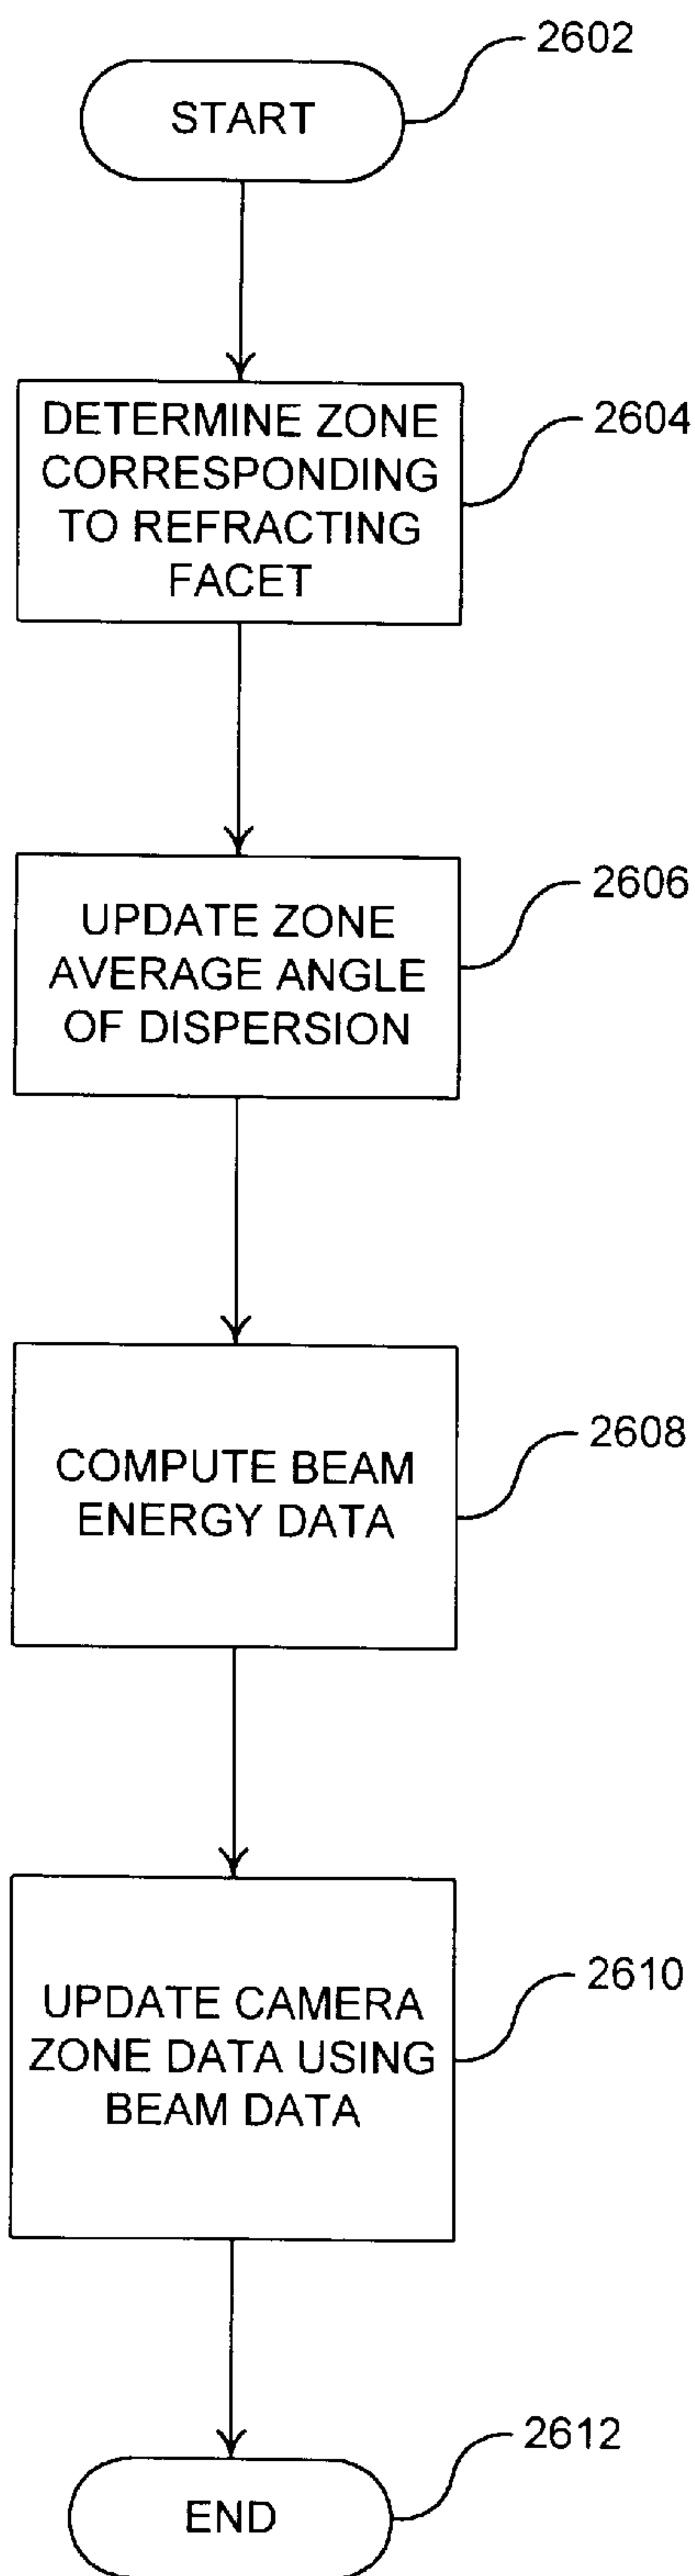 2602
START
2604
DETERMINE ZONE
CORRESPONDING
TO REFRACTING
FACET
2606
UPDATE ZONE
AVERAGE ANGLE
OF DISPERSION
2608
COMPUTE BEAM
ENERGY DATA
2610
UPDATE CAMERA
ZONE DATA USING
BEAM DATA
2612
END